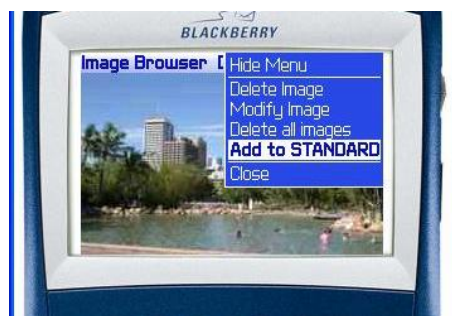 BLACKBERRY
Image Browser
Hide Menu
Delete Image
Modify Image
Delete all images
Add to STANDARD
Close